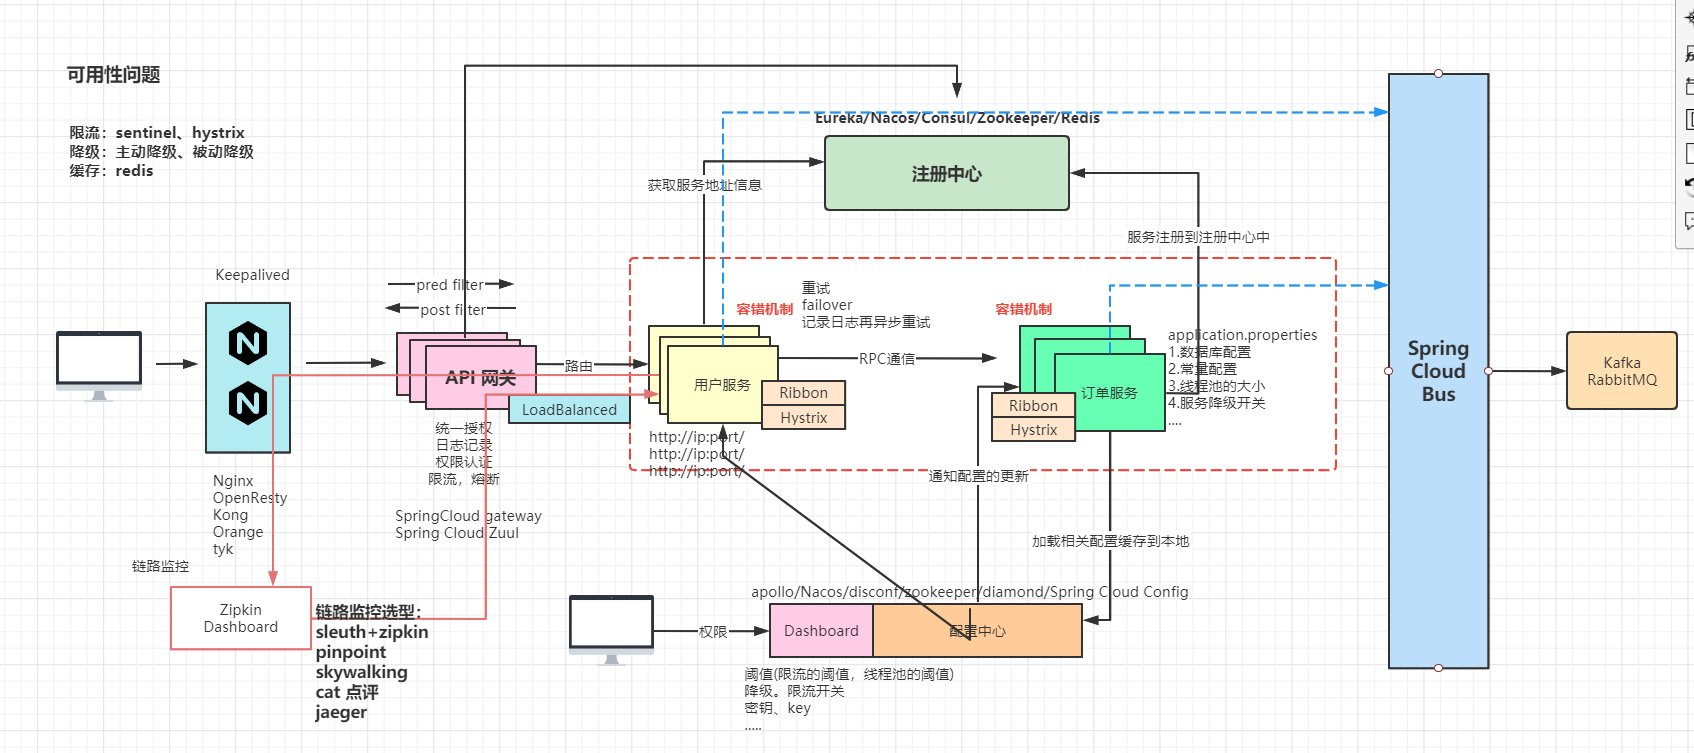 可用性问题
限流：sentinel、hystrix
降级：主动降级、被动降级
缓存：redis
Eureka/Nacos/Consul/Zookeeper/Redis
注册中心
获取服务地址信息
服务注册到注册中心中
Keepalived
pred filter
post filter
API 网关
路由
LoadBalanced
统一授权
日志记录
权限认证
限流，熔断
SpringCloud gateway
Spring Cloud Zuul
Nginx
OpenResty
Kong
Orange
tyk
容错机制
重试
failover
记录日志再异步重试
用户服务
Ribbon
Hystrix
http://ip:port/
http://ip:port/
http://ip:port/
RPC通信
容错机制
订单服务
Ribbon
Hystrix
application.properties
1.数据库配置
2.常量配置
3.线程池的大小
4.服务降级开关
....
Spring
Cloud
Bus
Kafka
RabbitMQ
通知配置的更新
加载相关配置缓存到本地
链路监控
Zipkin
Dashboard
链路监控选型：
sleuth+zipkin
pinpoint
skywalking
cat 点评
jaeger
权限
apollo/Nacos/disconf/zookeeper/diamond/Spring Cloud Config
Dashboard
配置中心
阈值(限流的阈值，线程池的阈值)
降级。限流开关
密钥、key
.....